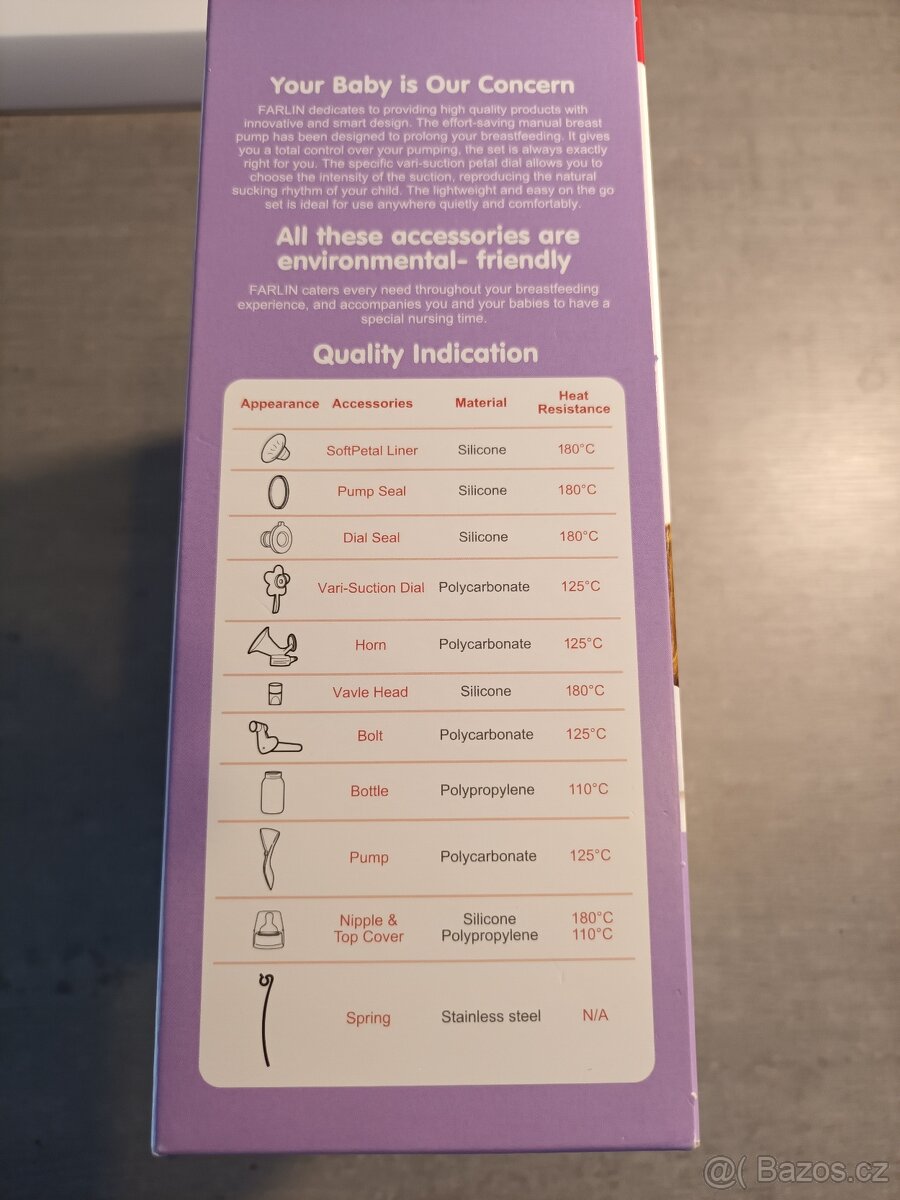 Your Baby is Our Concern
FARLIN dedicates to providing high quality products with
innovative and smart design. The effort-saving manual breast
pump has been designed to prolong your breastfeeding. It gives
you a total control over your pumping, the set is always exactly
right for you. The specific vari-suction petal dial allows you to
choose the intensity of the suction, reproducing the natural
sucking rhythm of your child. The lightweight and easy on the go
set is ideal for use anywhere quietly and comfortably.
All these accessories are
environmental- friendly
FARLIN caters every need throughout your breastfeeding
experience, and accompanies you and your babies to have a
special nursing time.
Quality Indication
Appearance Accessories Material Heat Resistance
SoftPetal Liner Silicone 180°C
Pump Seal Silicone 180°C
Dial Seal Silicone 180°C
Vari-Suction Dial Polycarbonate 125°C
Horn Polycarbonate 125°C
Vavle Head Silicone 180°C
Bolt Polycarbonate 125°C
Bottle Polypropylene 110°C
Pump Polycarbonate 125°C
Nipple & Silicone 180°C
Top Cover Polypropylene 110°C
Spring Stainless steel N/A
@( Bazos.cz